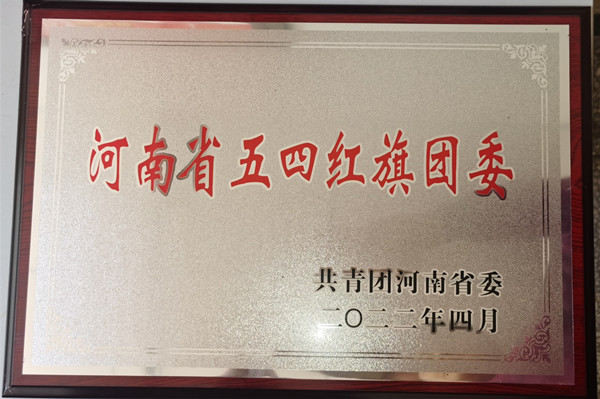 河南省五四红旗团委
共青团河南省委
二〇二二年四月